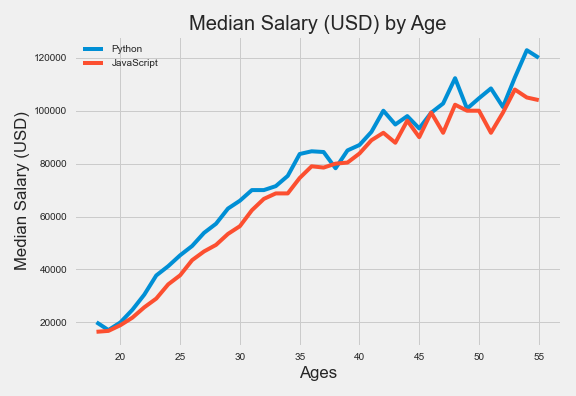 Median Salary (USD) by Age
Python
JavaScript
120000
100000
80000
60000
40000
20000
Median Salary (USD)
20 25 30 35 40 45 50 55
Ages